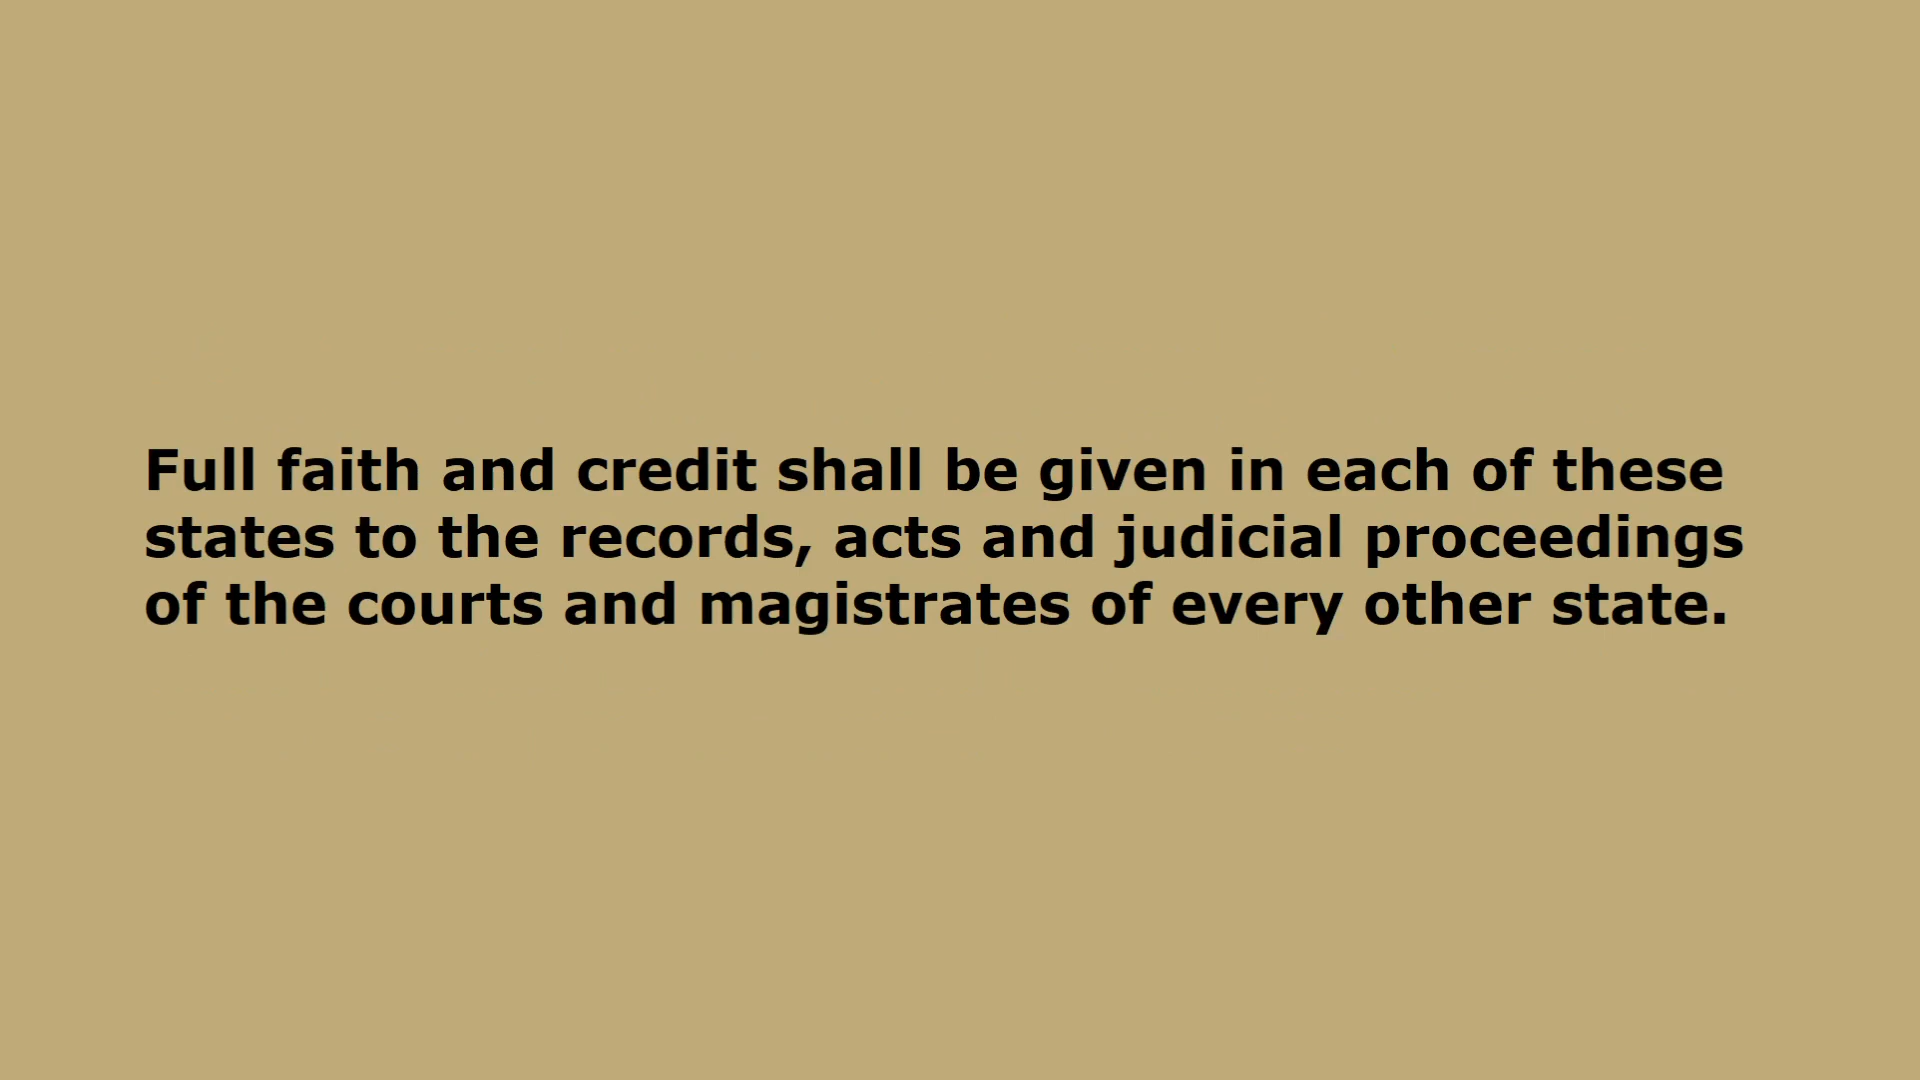 Full faith and credit shall be given in each of these
states to the records, acts and judicial proceedings
of the courts and magistrates of every other state.